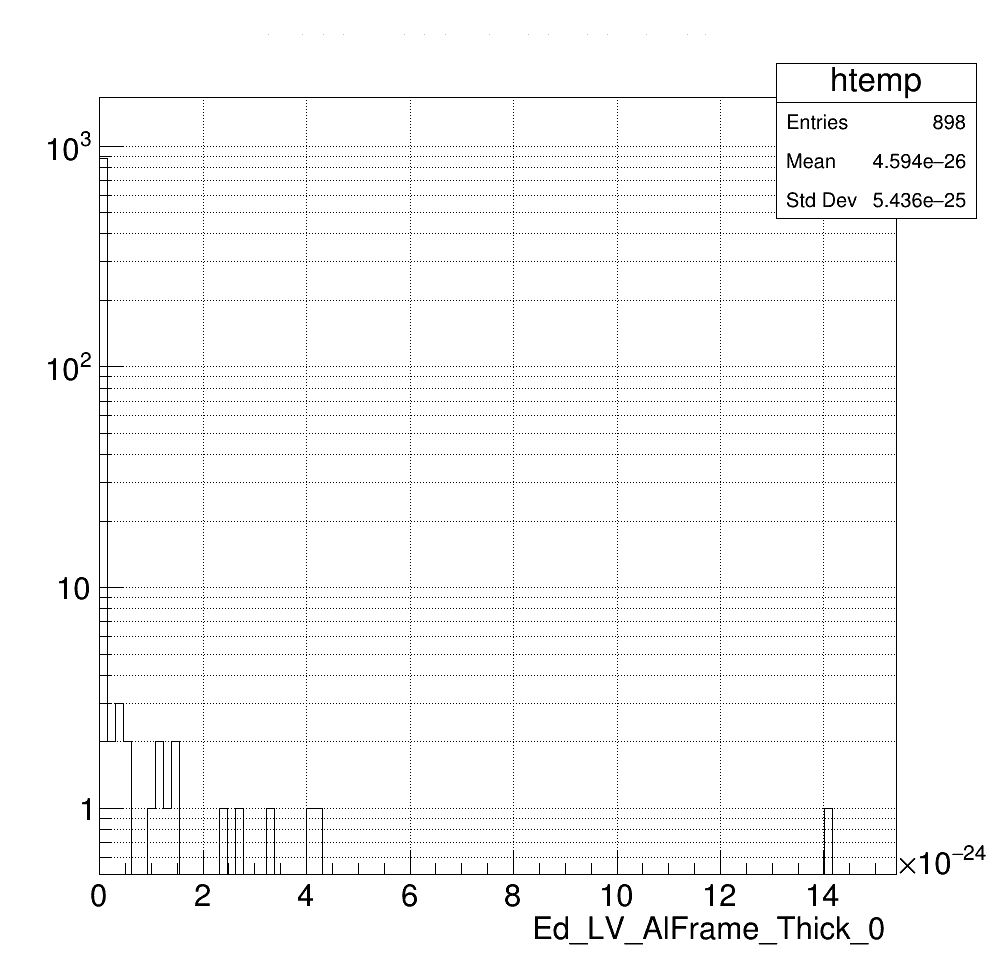 htemp
Entries 898
Mean 4.594e–26
Std Dev 5.436e–25
10³
10²
10
1
0 2 4 6 8 10 12 14
×10⁻²⁴
Ed_LV_AlFrame_Thick_0